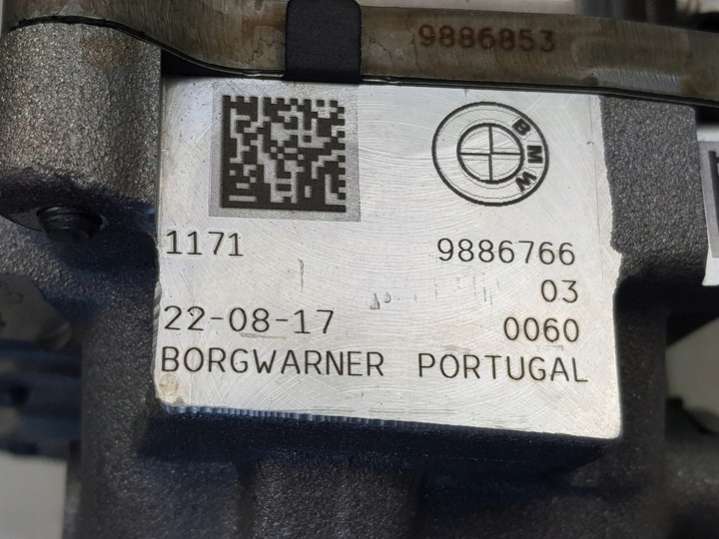 9886853
BMW
1171 9886766
03
22-08-17 0060
BORGWARNER PORTUGAL